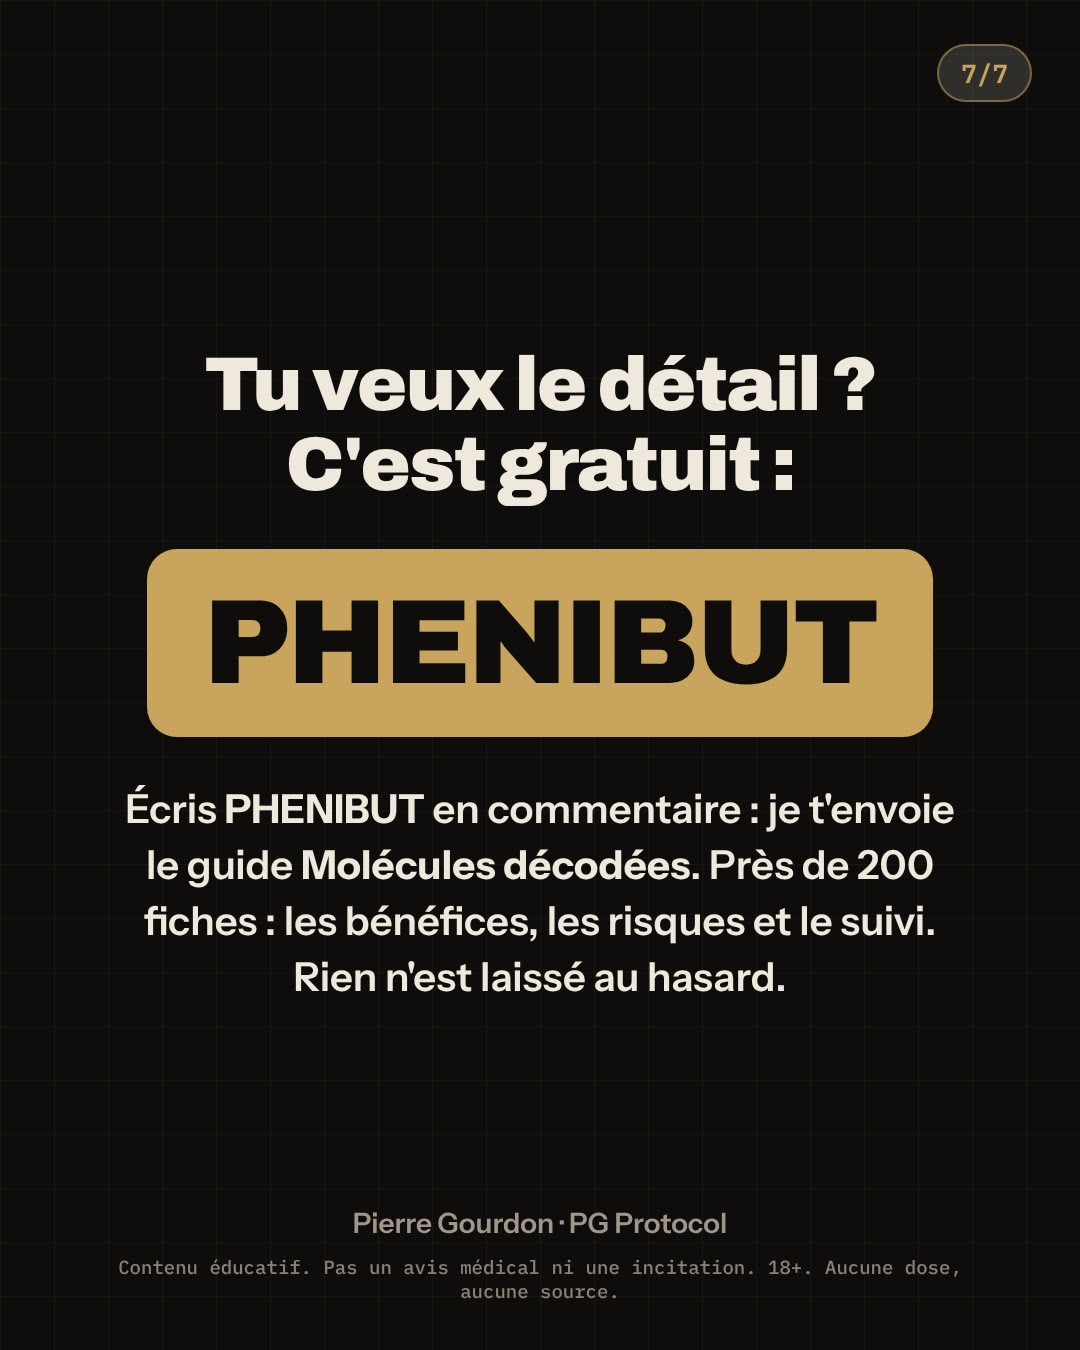 7/7
Tu veux le détail ?
C'est gratuit :
PHENIBUT
Écris PHENIBUT en commentaire : je t'envoie
le guide Molécules décodées. Près de 200
fiches : les bénéfices, les risques et le suivi.
Rien n'est laissé au hasard.
Pierre Gourdon · PG Protocol
Contenu éducatif. Pas un avis médical ni une incitation. 18+. Aucune dose,
aucune source.